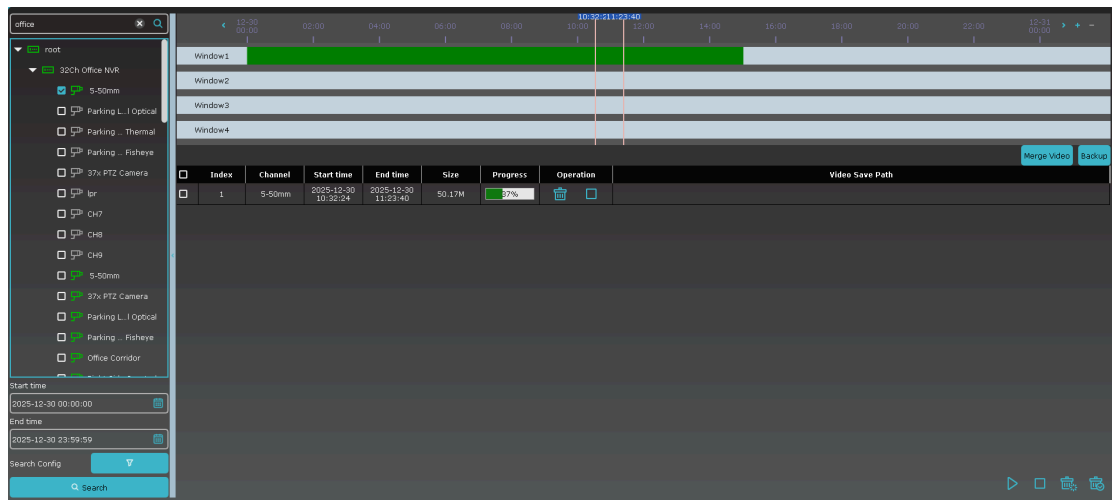 office
root
32Ch Office NVR
5-50mm
Parking L...l Optical
Parking ... Thermal
Parking ... Fisheye
37x PTZ Camera
lpr
CH7
CH8
CH9
5-50mm
37x PTZ Camera
Parking L...l Optical
Parking ... Fisheye
Office Corridor
Start time
2025-12-30 00:00:00
End time
2025-12-30 23:59:59
Search Config
Search
12-30 00:00 02:00 04:00 06:00 08:00 10:00 12:00 14:00 16:00 18:00 20:00 22:00 12-31 00:00 + -
10:32:2 11:23:40
Window1
Window2
Window3
Window4
Merge Video Backup
Index Channel Start time End time Size Progress Operation Video Save Path
1 5-50mm 2025-12-30 10:32:24 2025-12-30 11:23:40 50.17M 37%